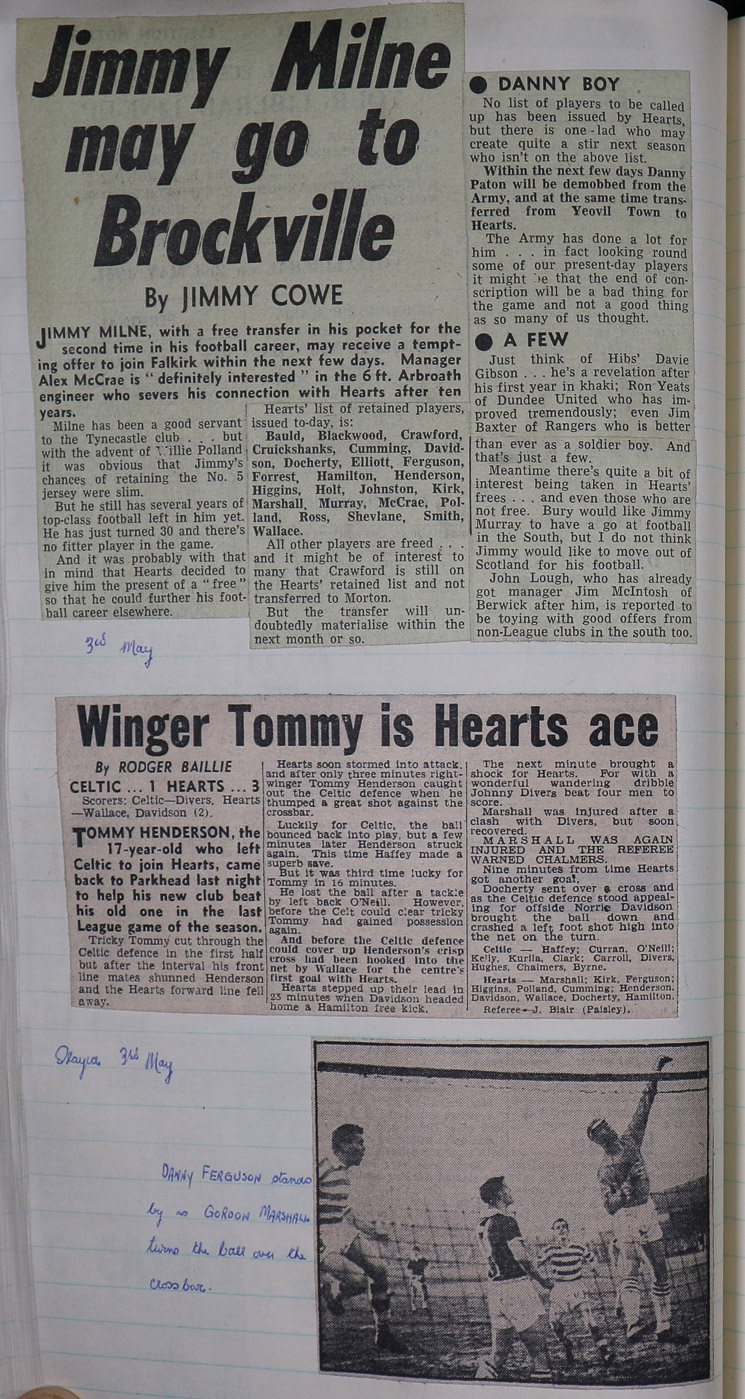 Jimmy Milne
may go to
Brockville
By JIMMY COWE
JIMMY MILNE, with a free transfer in his pocket for the
second time in his football career, may receive a tempt-
ing offer to join Falkirk within the next few days. Manager
Alex McCrae is "definitely interested" in the 6 ft. Arbroath
engineer who severs his connection with Hearts after ten
years.
Milne has been a good servant
to the Tynecastle club . . . but
with the advent of Willie Polland
it was obvious that Jimmy's
chances of retaining the No. 5
jersey were slim.
But he still has several years of
top-class football left in him yet.
He has just turned 30 and there's
no fitter player in the game.
And it was probably with that
in mind that Hearts decided to
give him the present of a "free"
so that he could further his foot-
ball career elsewhere.
Hearts' list of retained players,
issued to-day, is:
Bauld, Blackwood, Crawford,
Cruickshanks, Cumming, David-
son, Docherty, Elliott, Ferguson,
Forrest, Hamilton, Henderson,
Higgins, Holt, Johnston, Kirk,
Marshall, Murray, McCrae, Pol-
land, Ross, Shevlane, Smith,
Wallace.
All other players are freed . . .
and it might be of interest to
many that Crawford is still on
the Hearts' retained list and not
transferred to Morton.
But the transfer will un-
doubtedly materialise within the
next month or so.
● DANNY BOY
No list of players to be called
up has been issued by Hearts,
but there is one lad who may
create quite a stir next season
who isn't on the above list.
Within the next few days Danny
Paton will be demobbed from the
Army, and at the same time trans-
ferred from Yeovil Town to
Hearts.
The Army has done a lot for
him . . . in fact looking round
some of our present-day players
it might be that the end of con-
scription will be a bad thing for
the game and not a good thing
as so many of us thought.
● A FEW
Just think of Hibs' Davie
Gibson . . . he's a revelation after
his first year in khaki; Ron Yeats
of Dundee United who has im-
proved tremendously; even Jim
Baxter of Rangers who is better
than ever as a soldier boy. And
that's just a few.
Meantime there's quite a bit of
interest being taken in Hearts'
frees . . . and even those who are
not free. Bury would like Jimmy
Murray to have a go at football
in the South, but I do not think
Jimmy would like to move out of
Scotland for his football.
John Lough, who has already
got manager Jim McIntosh of
Berwick after him, is reported to
be toying with good offers from
non-League clubs in the south too.
3rd May
Winger Tommy is Hearts ace
By RODGER BAILLIE
CELTIC ... 1 HEARTS ... 3
Scorers: Celtic—Divers, Hearts
—Wallace, Davidson (2).
TOMMY HENDERSON, the
17-year-old who left
Celtic to join Hearts, came
back to Parkhead last night
to help his new club beat
his old one in the last
League game of the season.
Tricky Tommy cut through the
Celtic defence in the first half
but after the interval his front
line mates shunned Henderson
and the Hearts forward line fell
away.
Hearts soon stormed into attack,
and after only three minutes right-
winger Tommy Henderson caught
out the Celtic defence when he
thumped a great shot against the
crossbar.
Luckily for Celtic, the ball
bounced back into play, but a few
minutes later Henderson struck
again. This time Haffey made a
superb save.
But it was third time lucky for
Tommy in 16 minutes.
He lost the ball after a tackle
by left back O'Neill. However,
before the Celt could clear tricky
Tommy had gained possession
again.
And before the Celtic defence
could cover up Henderson's crisp
cross had been hooked into the
net by Wallace for the centre's
first goal with Hearts.
Hearts stepped up their lead in
23 minutes when Davidson headed
home a Hamilton free kick.
The next minute brought a
shock for Hearts. For with a
wonderful wandering dribble
Johnny Divers beat four men to
score.
Marshall was injured after a
clash with Divers, but soon
recovered.
MARSHALL WAS AGAIN
INJURED AND THE REFEREE
WARNED CHALMERS.
Nine minutes from time Hearts
got another goal.
Docherty sent over a cross and
as the Celtic defence stood appeal-
ing for offside Norrie Davidson
brought the ball down and
crashed a left foot shot high into
the net on the turn.
Celtic — Haffey; Curran, O'Neill;
Kelly, Kurila, Clark; Carroll, Divers,
Hughes, Chalmers, Byrne.
Hearts — Marshall; Kirk, Ferguson;
Higgins, Polland, Cumming; Henderson,
Davidson, Wallace, Docherty, Hamilton.
Referee—J. Blair (Paisley).
Played 3rd May
DANNY FERGUSON stands
by as GORDON MARSHALL
turns the ball over the
crossbar.